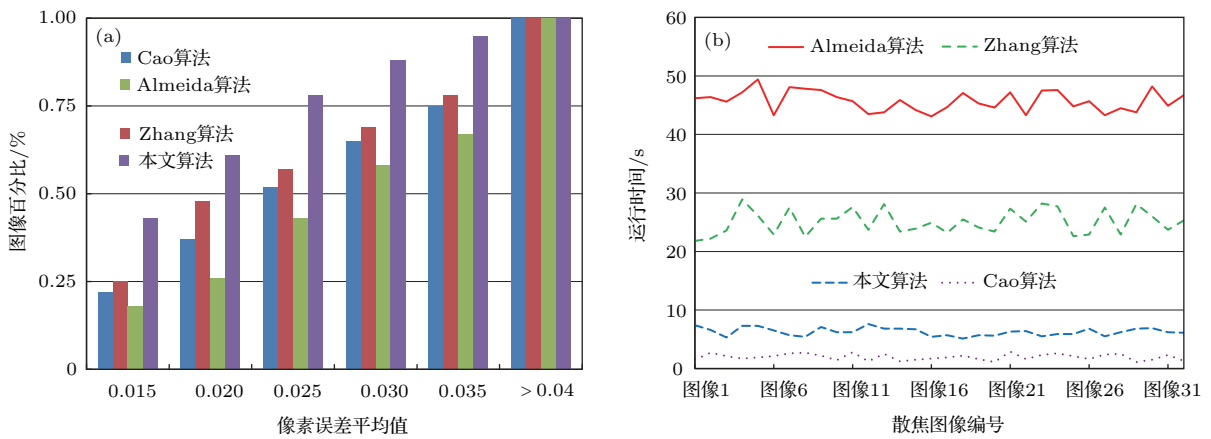 (a)
Cao算法
Almeida算法
Zhang算法
本文算法
图像百分比/%
1.00
0.75
0.50
0.25
0
0.015 0.020 0.025 0.030 0.035 >0.04
像素误差平均值
(b)
Almeida算法 Zhang算法
本文算法 Cao算法
运行时间/s
60
50
40
30
20
10
0
图像1 图像6 图像11 图像16 图像21 图像26 图像31
散焦图像编号